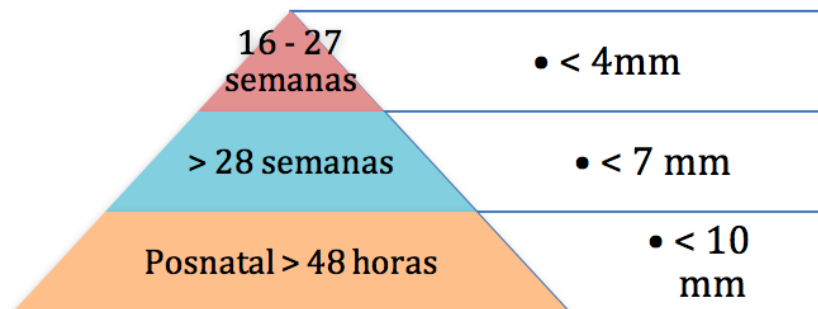 16 - 27
semanas
• < 4mm
> 28 semanas
• < 7 mm
Posnatal > 48 horas
• < 10
mm